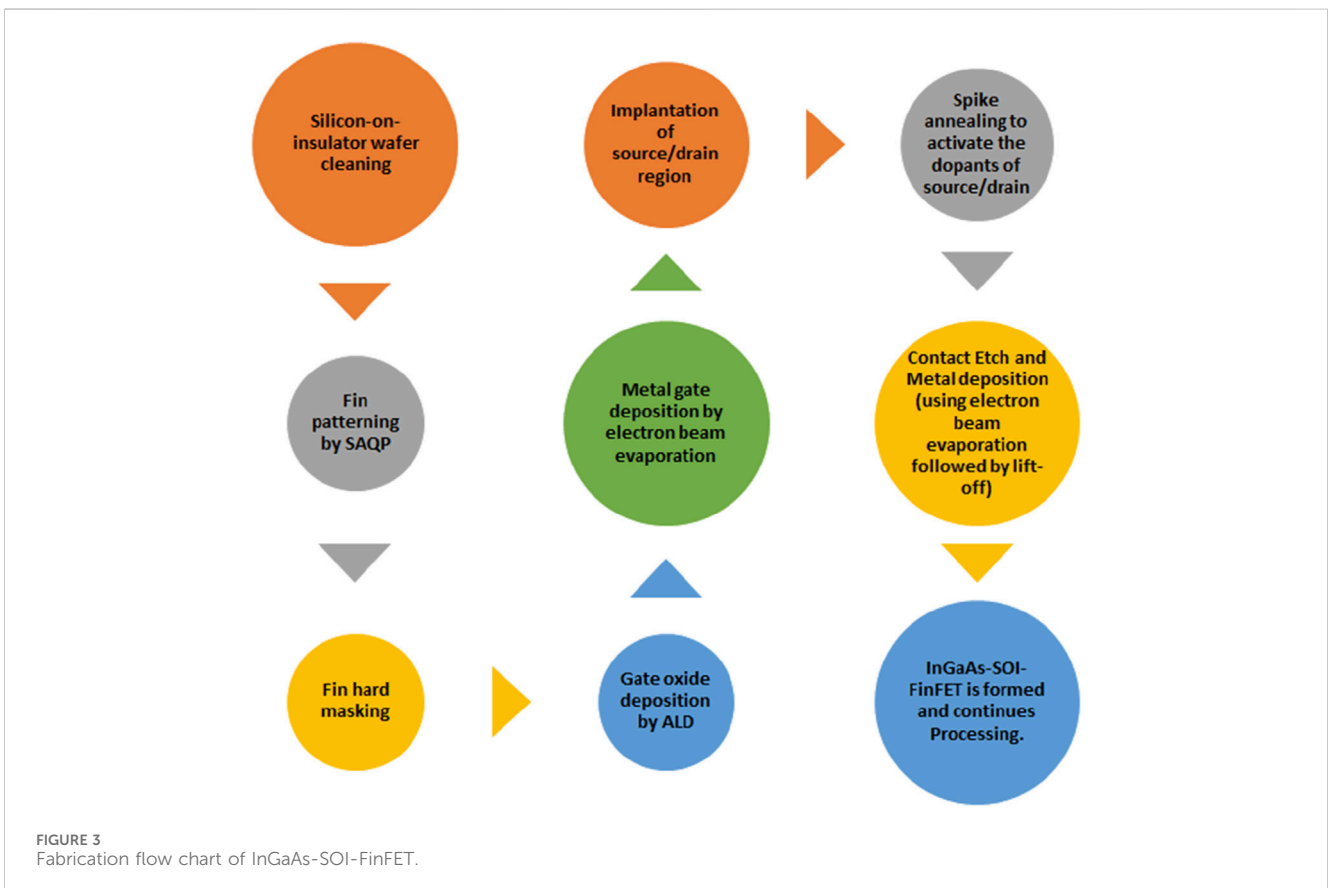 Silicon-on-
insulator wafer
cleaning
Fin
patterning
by SAQP
Fin hard
masking
Gate oxide
deposition
by ALD
Metal gate
deposition by
electron beam
evaporation
Implantation
of
source/drain
region
Spike
annealing to
activate the
dopants of
source/drain
Contact Etch and
Metal deposition
(using electron
beam
evaporation
followed by lift-
off)
InGaAs-SOI-
FinFET is formed
and continues
Processing.
FIGURE 3
Fabrication flow chart of InGaAs-SOI-FinFET.